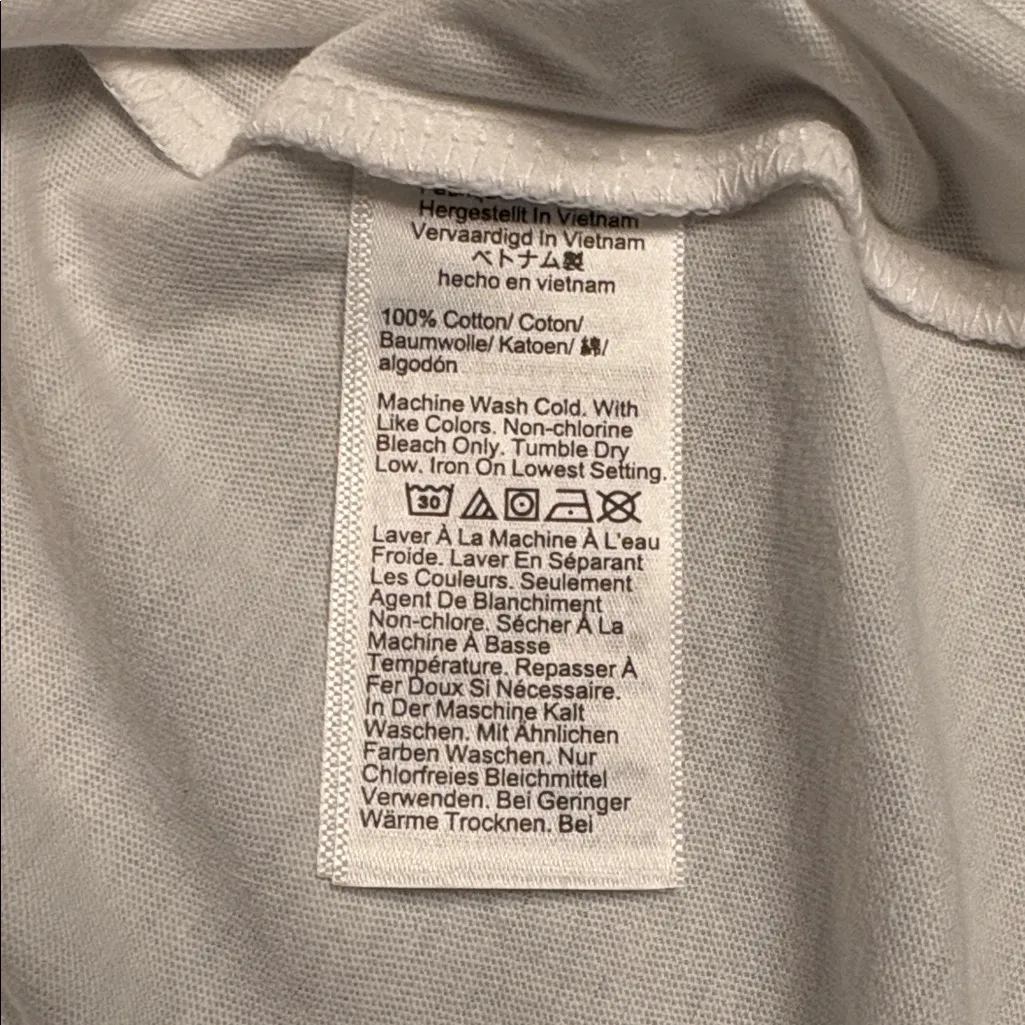 Hergestellt In Vietnam
Vervaardigd In Vietnam
ベトナム製
hecho en vietnam
100% Cotton/ Coton/
Baumwolle/ Katoen/ 綿/
algodón
Machine Wash Cold. With
Like Colors. Non-chlorine
Bleach Only. Tumble Dry
Low. Iron On Lowest Setting.
30
Laver À La Machine À L'eau
Froide. Laver En Séparant
Les Couleurs. Seulement
Agent De Blanchiment
Non-chlore. Sécher À La
Machine À Basse
Température. Repasser À
Fer Doux Si Nécessaire.
In Der Maschine Kalt
Waschen. Mit Ähnlichen
Farben Waschen. Nur
Chlorfreies Bleichmittel
Verwenden. Bei Geringer
Wärme Trocknen. Bei